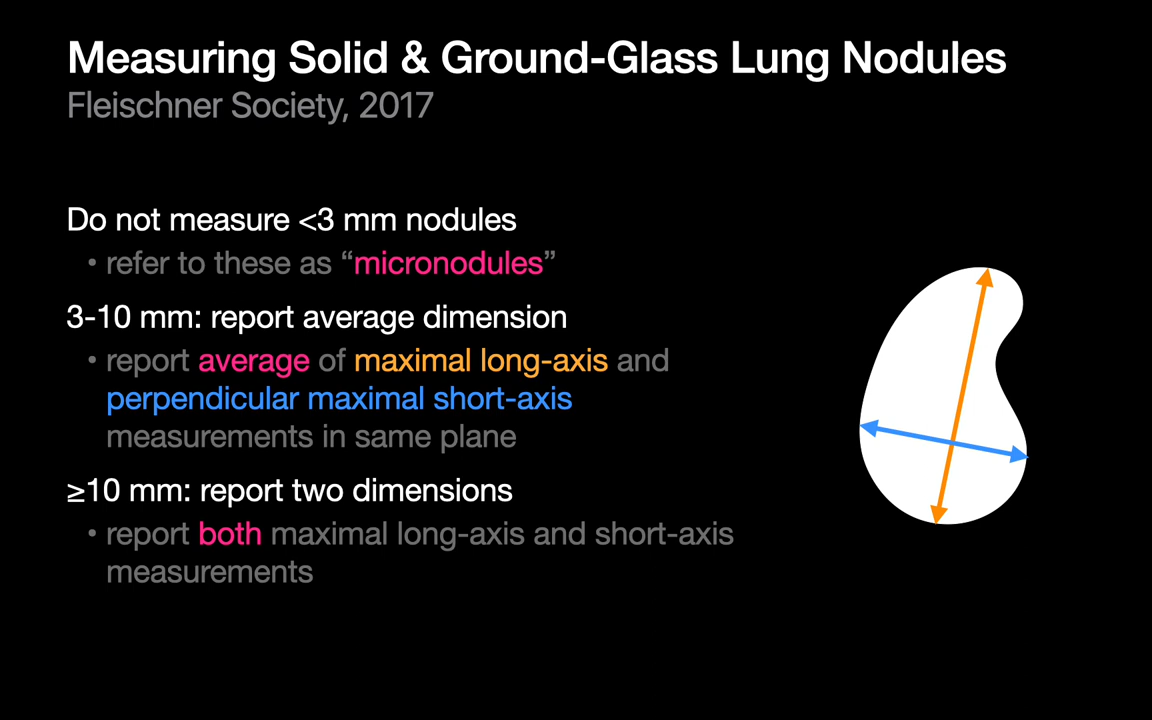 Measuring Solid & Ground-Glass Lung Nodules
Fleischner Society, 2017
Do not measure <3 mm nodules
• refer to these as “micronodules”
3-10 mm: report average dimension
• report average of maximal long-axis and
perpendicular maximal short-axis
measurements in same plane
≥10 mm: report two dimensions
• report both maximal long-axis and short-axis
measurements